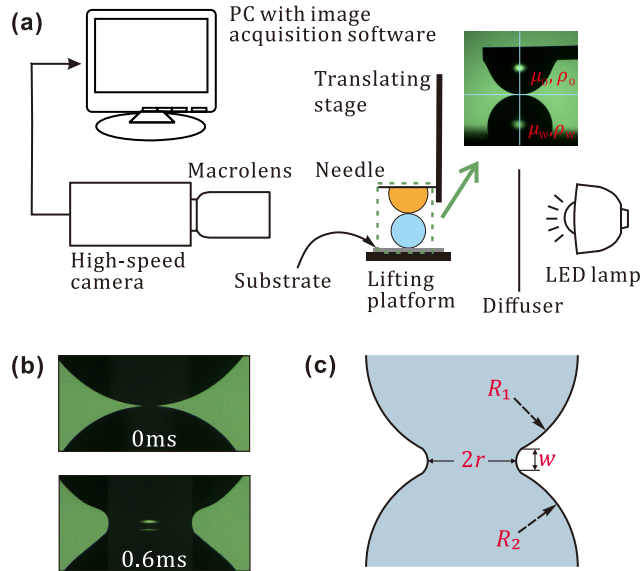 (a)
PC with image
acquisition software
Translating
stage
μₒ, ρₒ
μw, ρw
Macrolens
Needle
High-speed
camera
Substrate
Lifting
platform
Diffuser
LED lamp
(b)
0ms
0.6ms
(c)
R₁
2r
w
R₂